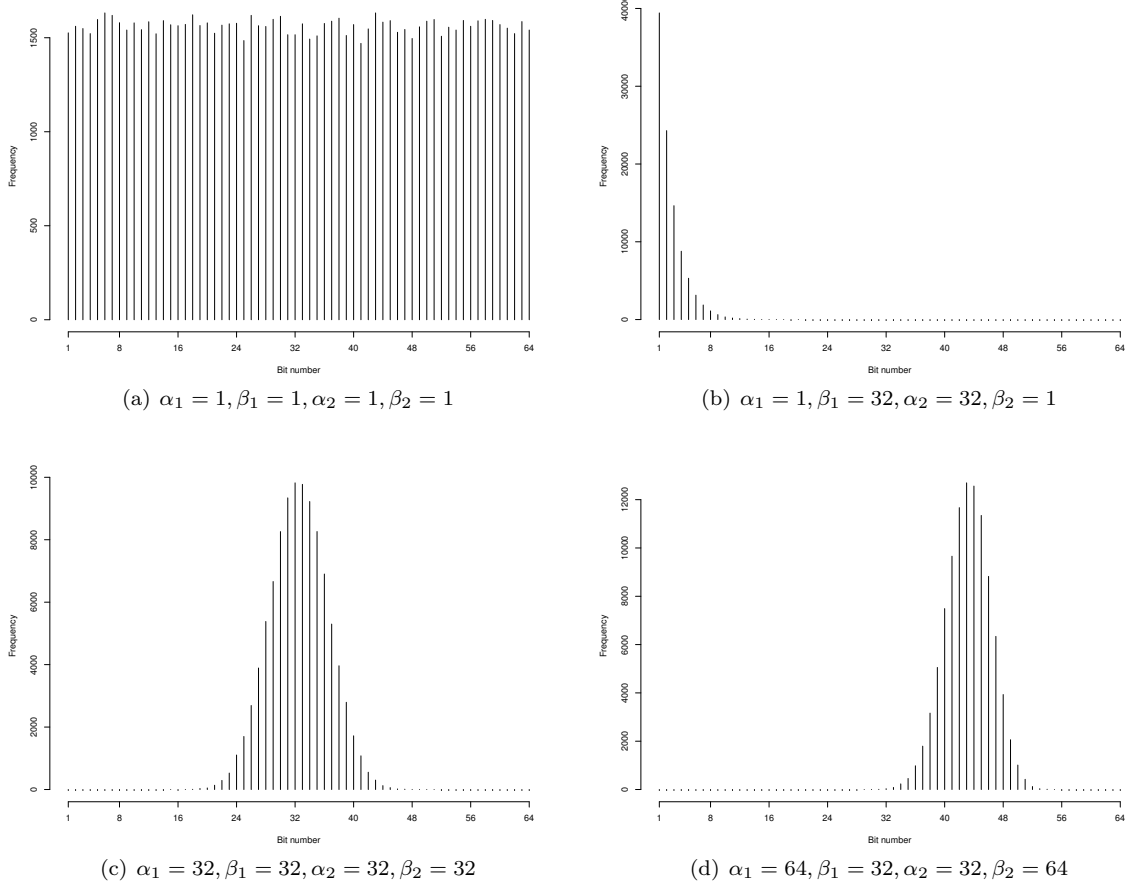 Frequency
0 500 1000 1500
1 8 16 24 32 40 48 56 64
Bit number
(a) α₁ = 1, β₁ = 1, α₂ = 1, β₂ = 1
Frequency
0 10000 20000 30000 40000
1 8 16 24 32 40 48 56 64
Bit number
(b) α₁ = 1, β₁ = 32, α₂ = 32, β₂ = 1
Frequency
0 2000 4000 6000 8000 10000
1 8 16 24 32 40 48 56 64
Bit number
(c) α₁ = 32, β₁ = 32, α₂ = 32, β₂ = 32
Frequency
0 2000 4000 6000 8000 10000 12000
1 8 16 24 32 40 48 56 64
Bit number
(d) α₁ = 64, β₁ = 32, α₂ = 32, β₂ = 64